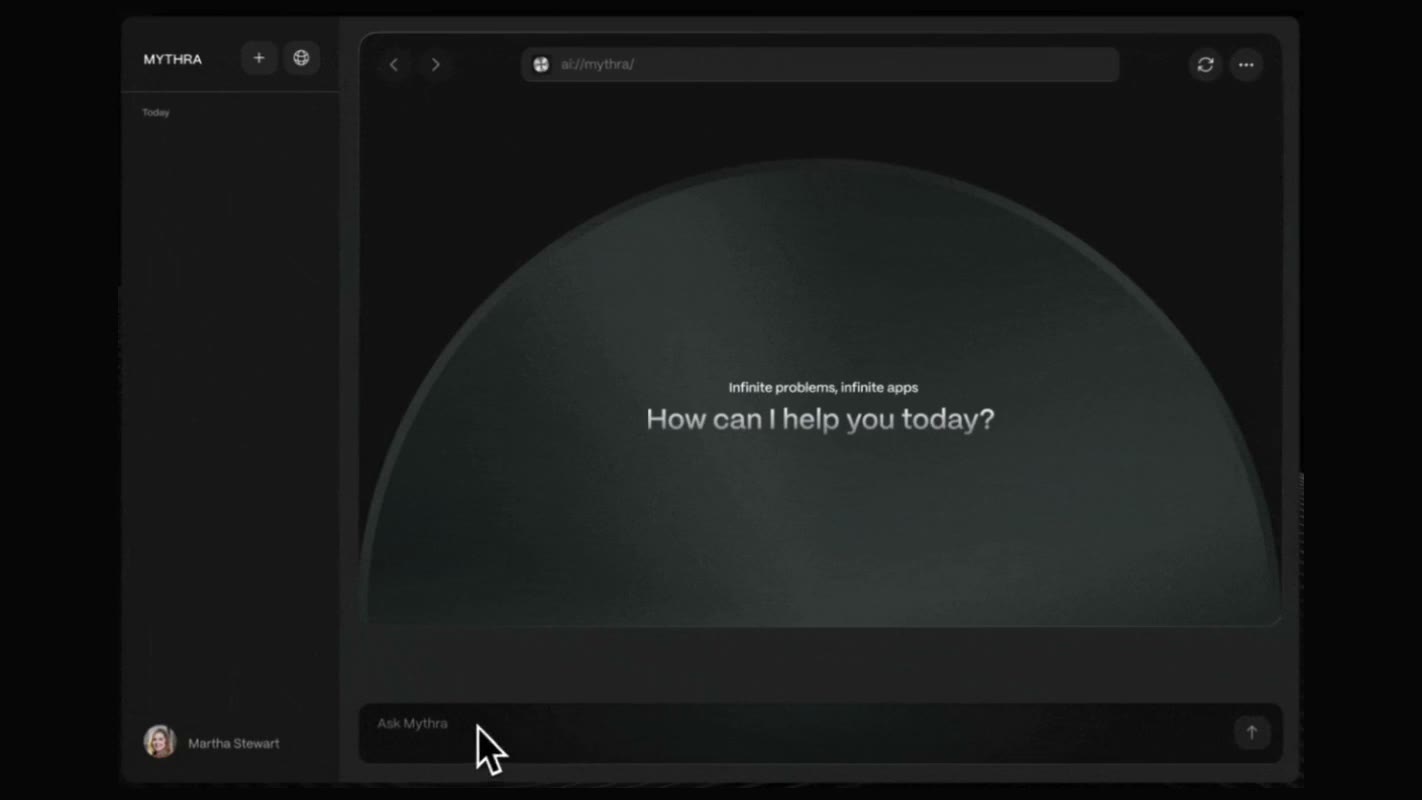 MYTHRA
ai://mythra/
Today
Infinite problems, infinite apps
How can I help you today?
Ask Mythra
Martha Stewart